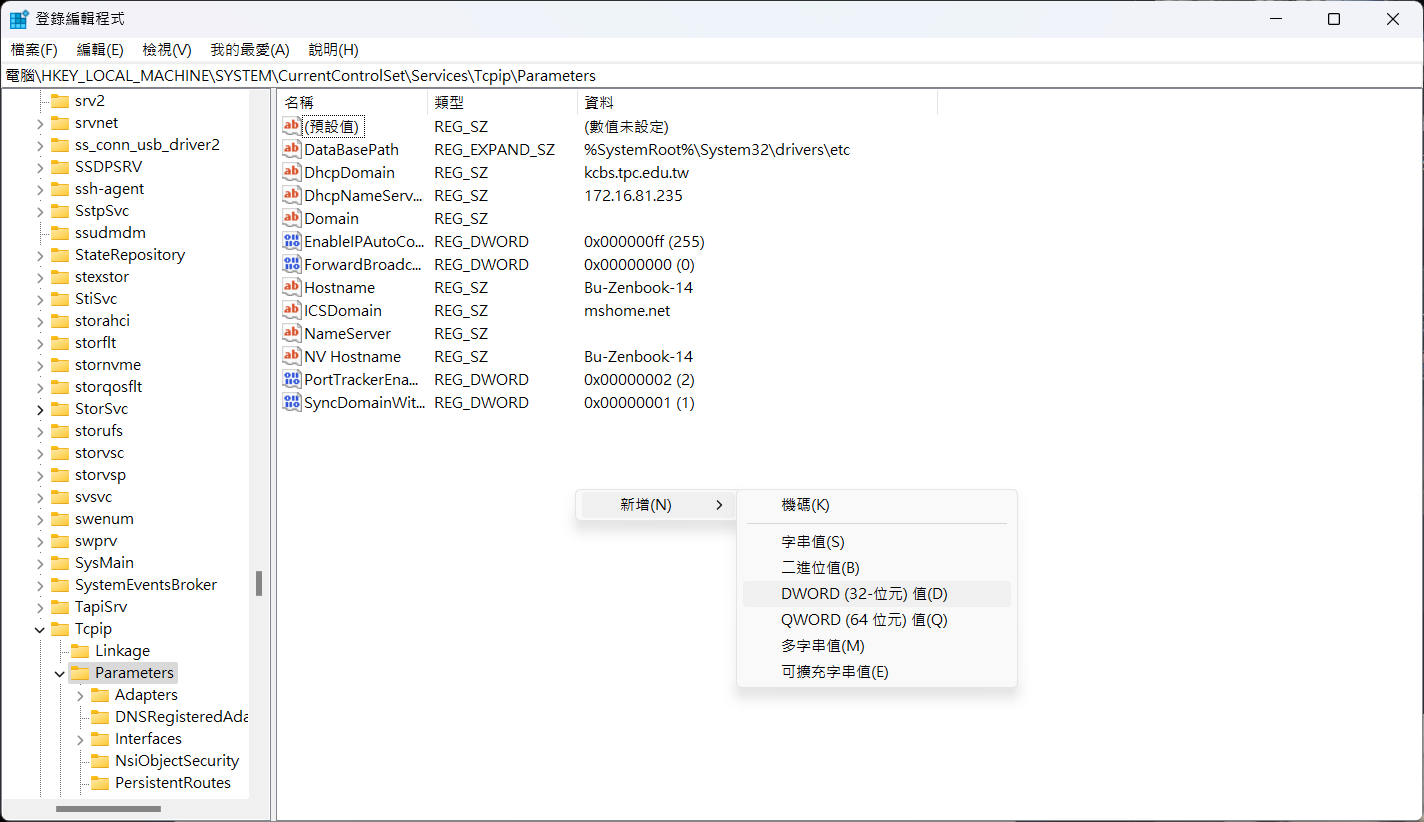 登錄編輯程式
檔案(F) 編輯(E) 檢視(V) 我的最愛(A) 說明(H)
電腦\HKEY_LOCAL_MACHINE\SYSTEM\CurrentControlSet\Services\Tcpip\Parameters
srv2
srvnet
ss_conn_usb_driver2
SSDPSRV
ssh-agent
SstpSvc
ssudmdm
StateRepository
stexstor
StiSvc
storahci
storflt
stornvme
storqosflt
StorSvc
storufs
storvsc
storvsp
svsvc
swenum
swprv
SysMain
SystemEventsBroker
TapiSrv
Tcpip
Linkage
Parameters
Adapters
DNSRegisteredAda
Interfaces
NsiObjectSecurity
PersistentRoutes
名稱 類型 資料
(預設值) REG_SZ (數值未設定)
DataBasePath REG_EXPAND_SZ %SystemRoot%\System32\drivers\etc
DhcpDomain REG_SZ kcbs.tpc.edu.tw
DhcpNameServ... REG_SZ 172.16.81.235
Domain REG_SZ
EnableIPAutoCo... REG_DWORD 0x000000ff (255)
ForwardBroadc... REG_DWORD 0x00000000 (0)
Hostname REG_SZ Bu-Zenbook-14
ICSDomain REG_SZ mshome.net
NameServer REG_SZ
NV Hostname REG_SZ Bu-Zenbook-14
PortTrackerEna... REG_DWORD 0x00000002 (2)
SyncDomainWit... REG_DWORD 0x00000001 (1)
新增(N)
機碼(K)
字串值(S)
二進位值(B)
DWORD (32-位元) 值(D)
QWORD (64 位元) 值(Q)
多字串值(M)
可擴充字串值(E)